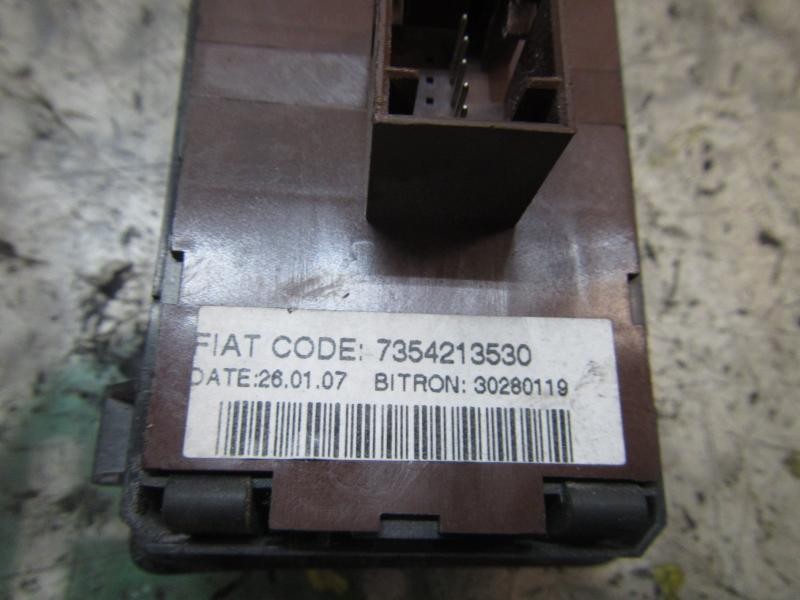 FIAT CODE: 7354213530
DATE:26.01.07 BITRON: 30280119